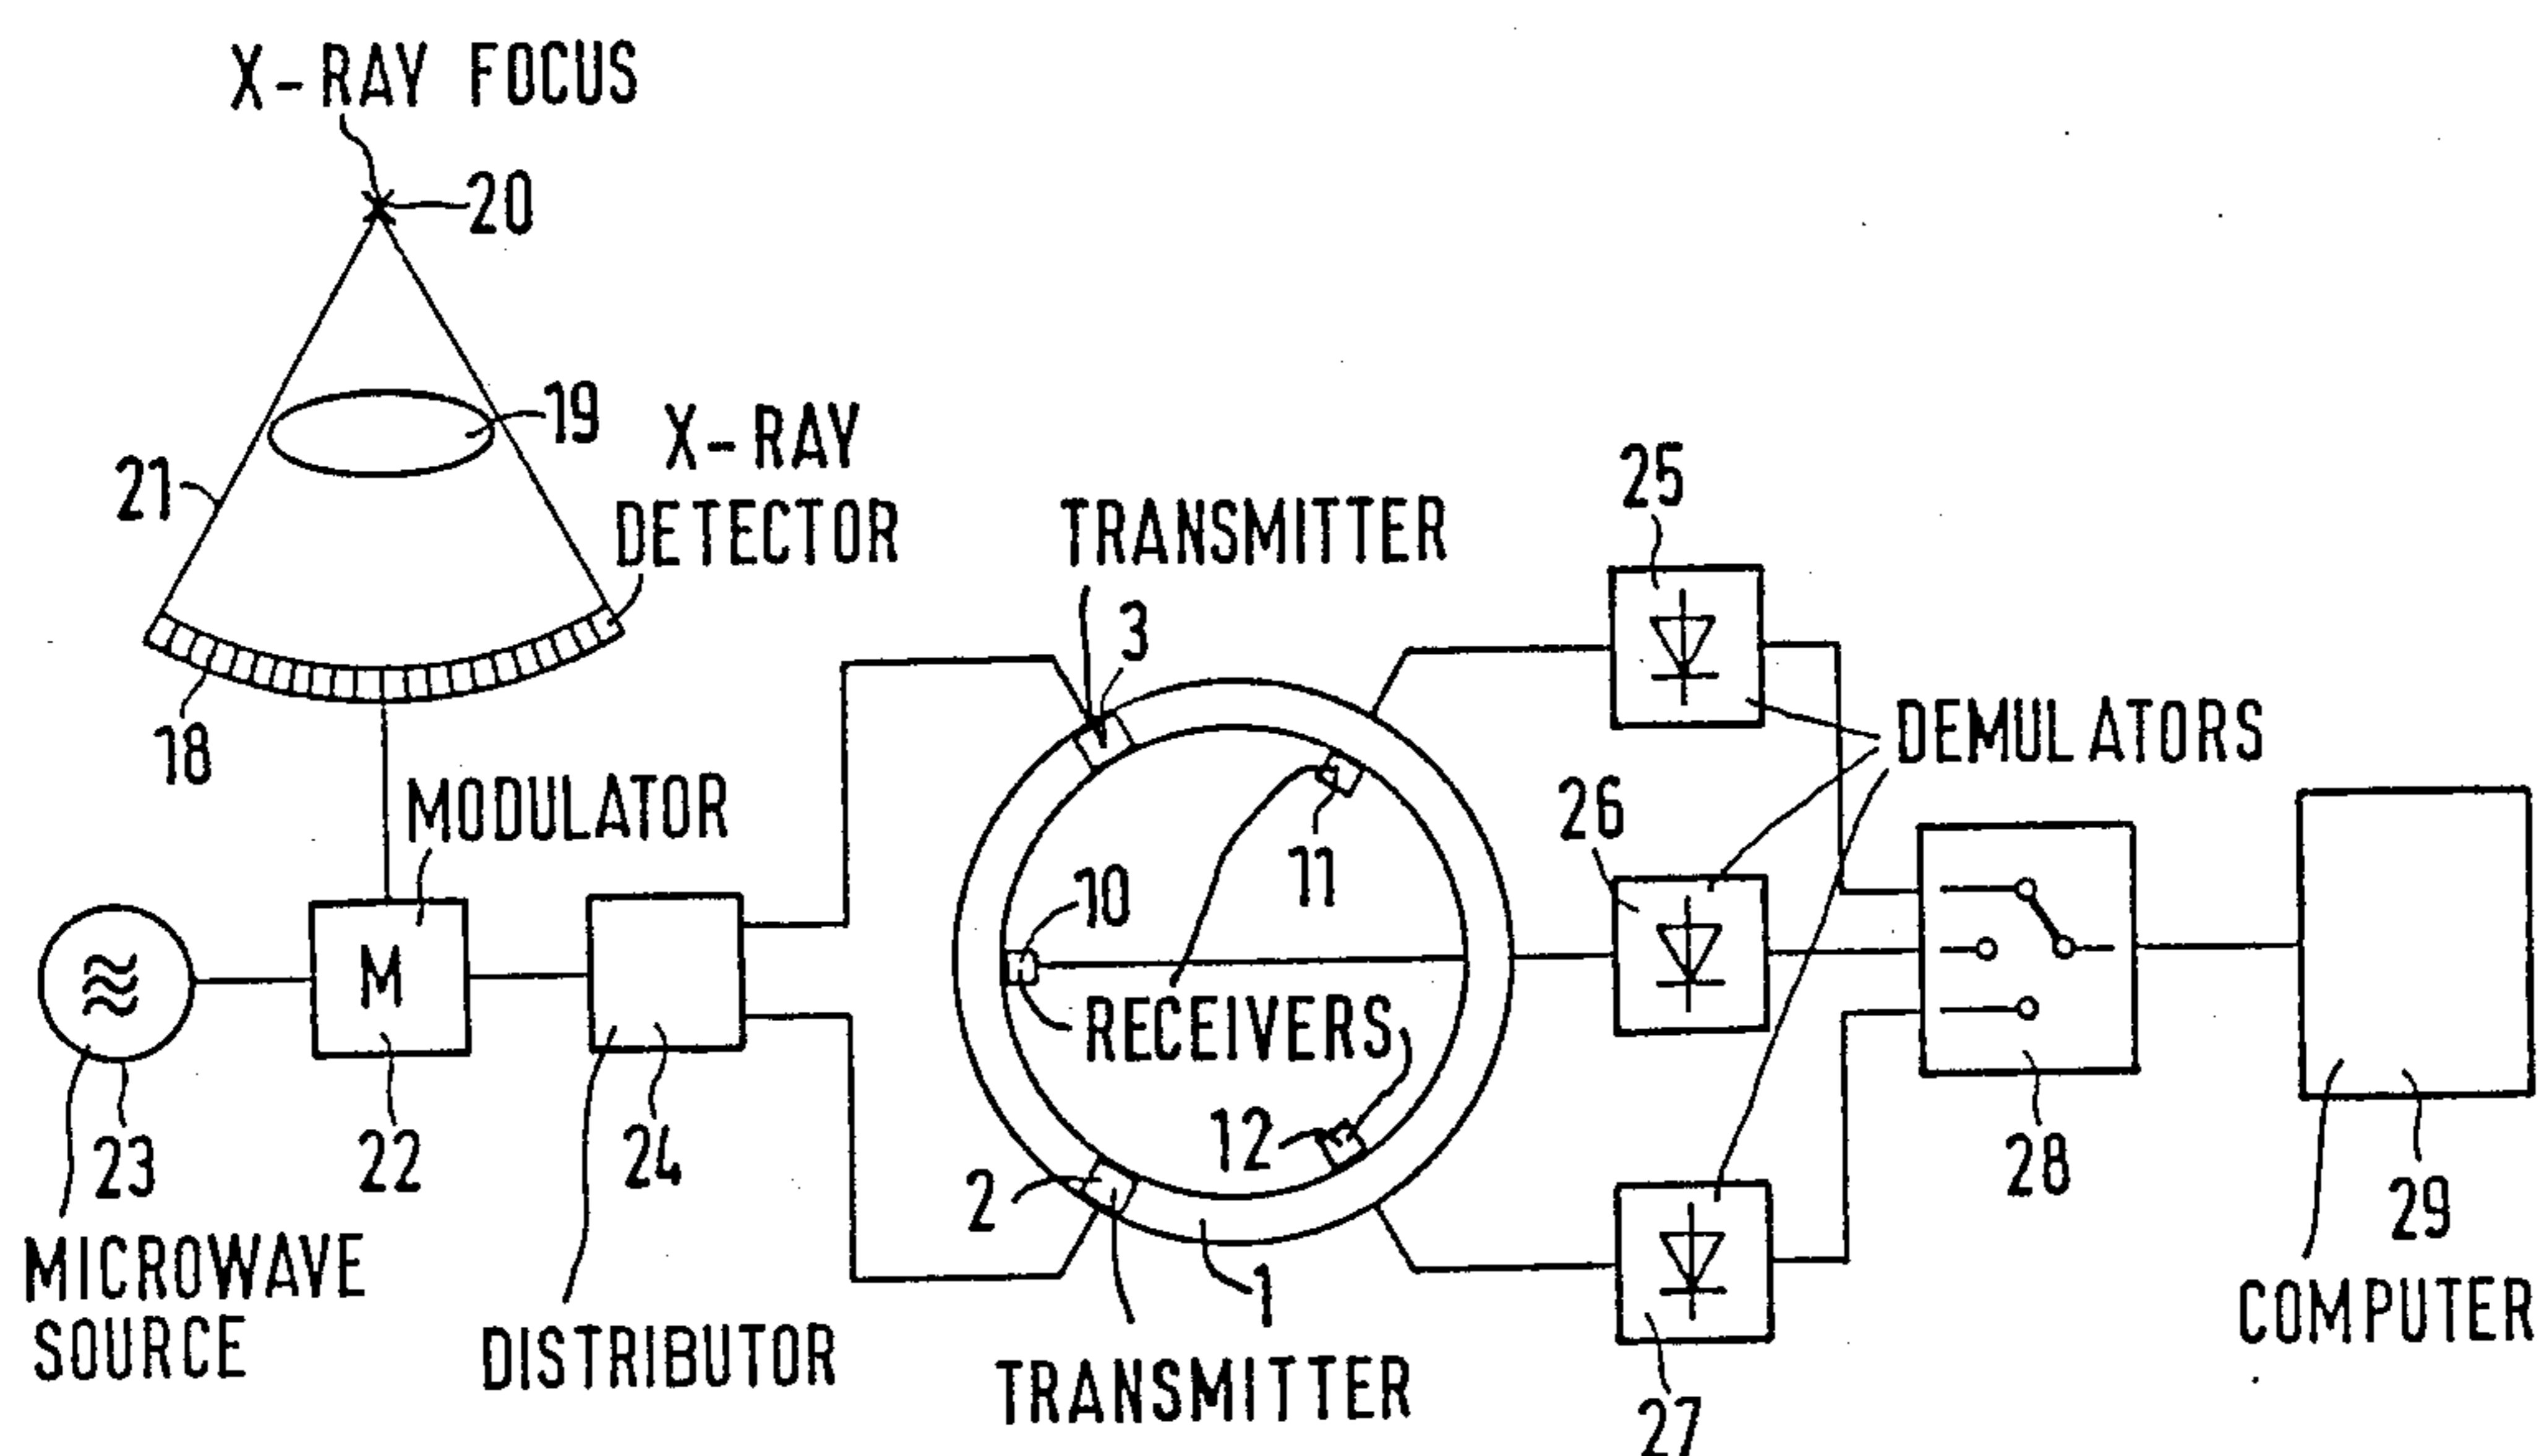 X-RAY FOCUS
20
19
21
X-RAY
DETECTOR
18
MODULATOR
M
22
23
MICROWAVE
SOURCE
24
DISTRIBUTOR
TRANSMITTER
3
11
10
RECEIVERS
12
2
1
TRANSMITTER
25
DEMULATORS
26
27
28
29
COMPUTER